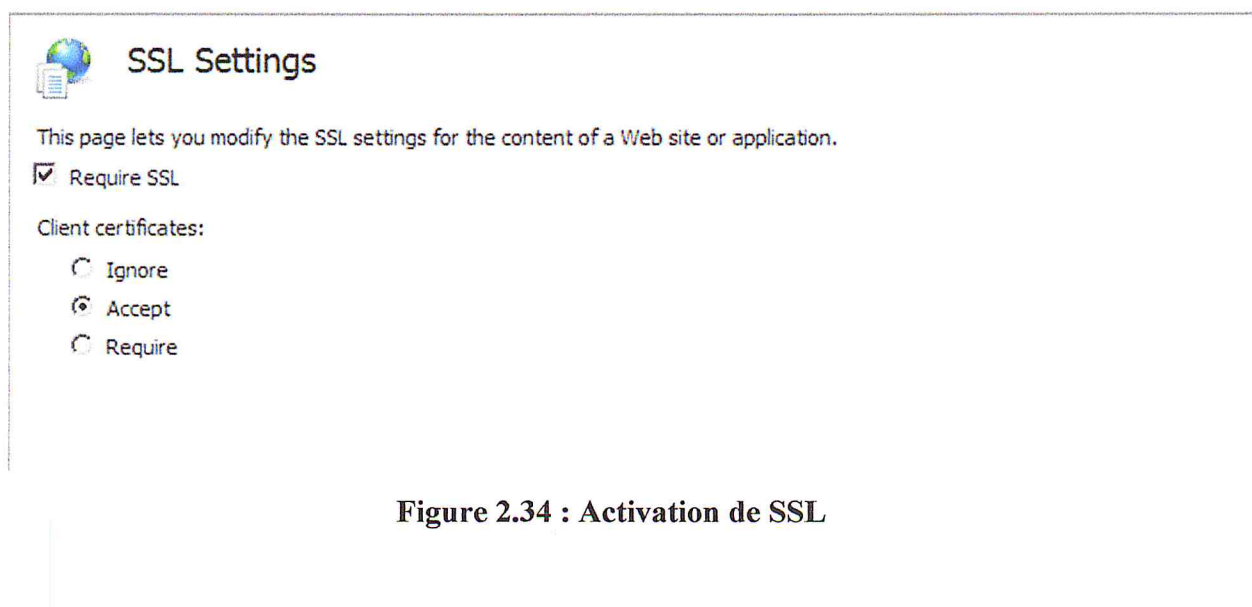 SSL Settings
This page lets you modify the SSL settings for the content of a Web site or application.
Require SSL
Client certificates:
Ignore
Accept
Require
Figure 2.34 : Activation de SSL